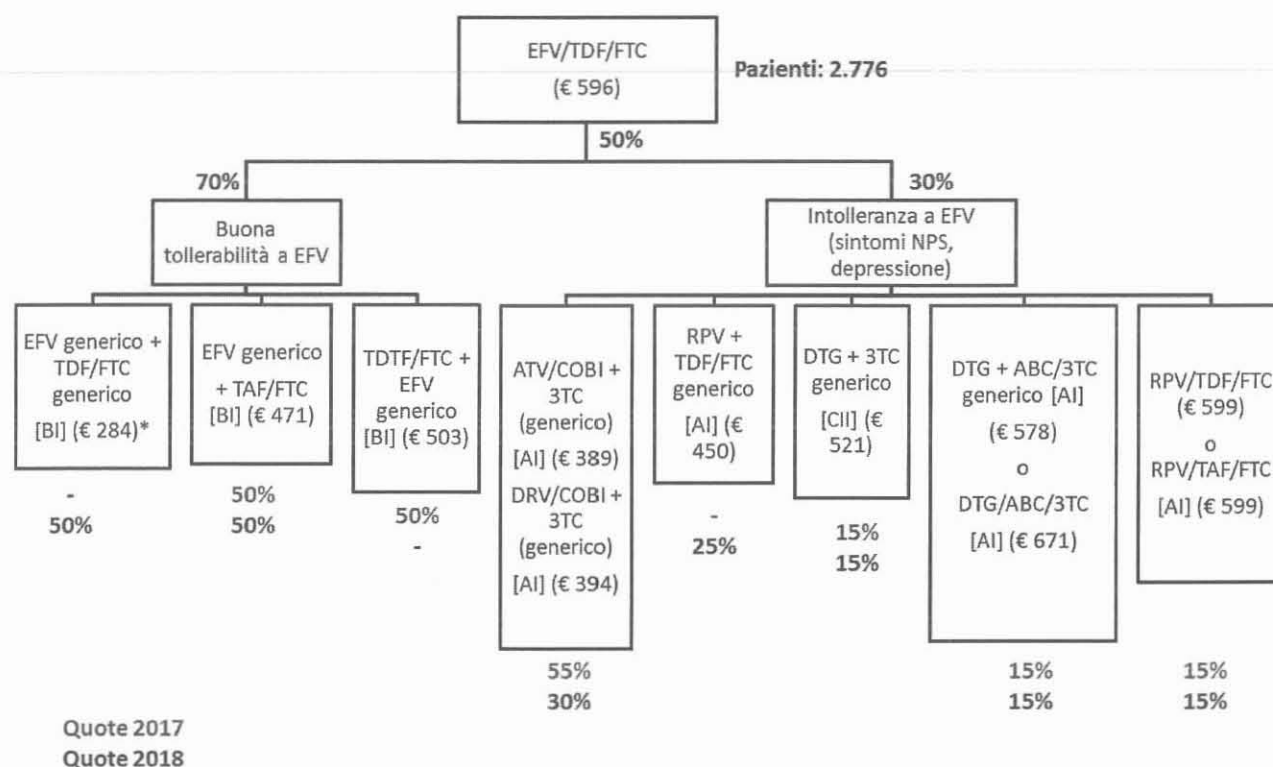 EFV/TDF/FTC
(€ 596)
Pazienti: 2.776
50%
70%
30%
Buona
tollerabilità a EFV
Intolleranza a EFV
(sintomi NPS,
depressione)
EFV generico +
TDF/FTC
generico
[BI] (€ 284)*
-
50%
EFV generico
+ TAF/FTC
[BI] (€ 471)
50%
50%
TDTF/FTC +
EFV
generico
[BI] (€ 503)
50%
-
ATV/COBI +
3TC
(generico)
[AI] (€ 389)
DRV/COBI +
3TC
(generico)
[AI] (€ 394)
55%
30%
RPV +
TDF/FTC
generico
[AI] (€
450)
-
25%
DTG + 3TC
generico
[CII] (€
521)
15%
15%
DTG + ABC/3TC
generico [AI]
(€ 578)
o
DTG/ABC/3TC
[AI] (€ 671)
15%
15%
RPV/TDF/FTC
(€ 599)
o
RPV/TAF/FTC
[AI] (€ 599)
15%
15%
Quote 2017
Quote 2018